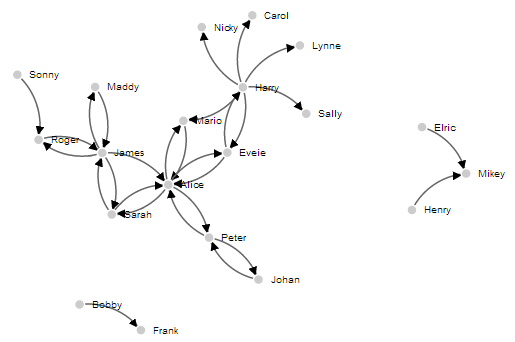 Carol
Nicky
Lynne
Sonny
Maddy
Harry
Sally
Mario
Elric
Roger
James
Eveie
Mikey
Alice
Henry
Sarah
Peter
Johan
Bobby
Frank